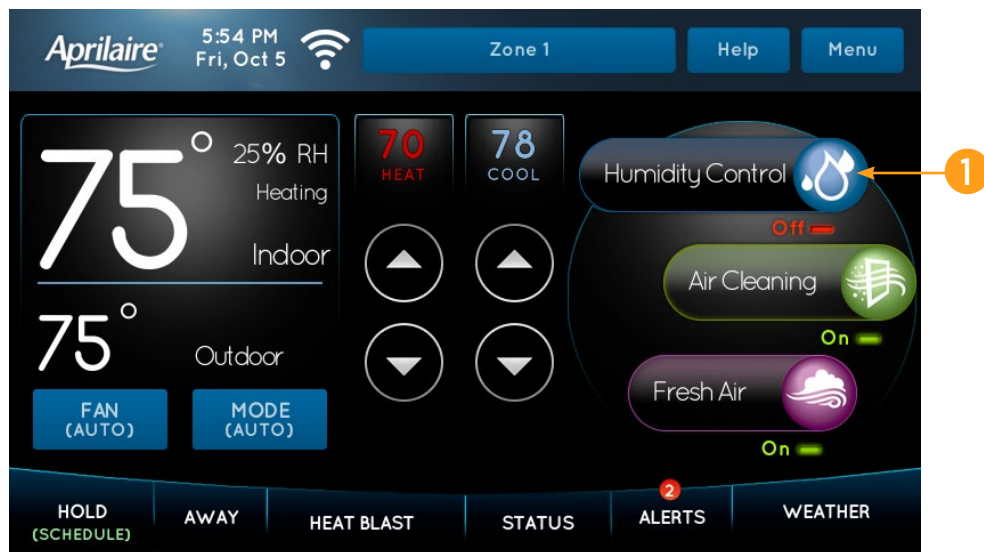 Aprilaire®
5:54 PM
Fri, Oct 5
Zone 1
Help
Menu
75° 25% RH
Heating
Indoor
75°
Outdoor
FAN
(AUTO)
MODE
(AUTO)
70
HEAT
78
COOL
Humidity Control
1
Off
Air Cleaning
On
Fresh Air
On
HOLD
(SCHEDULE)
AWAY
HEAT BLAST
STATUS
2
ALERTS
WEATHER